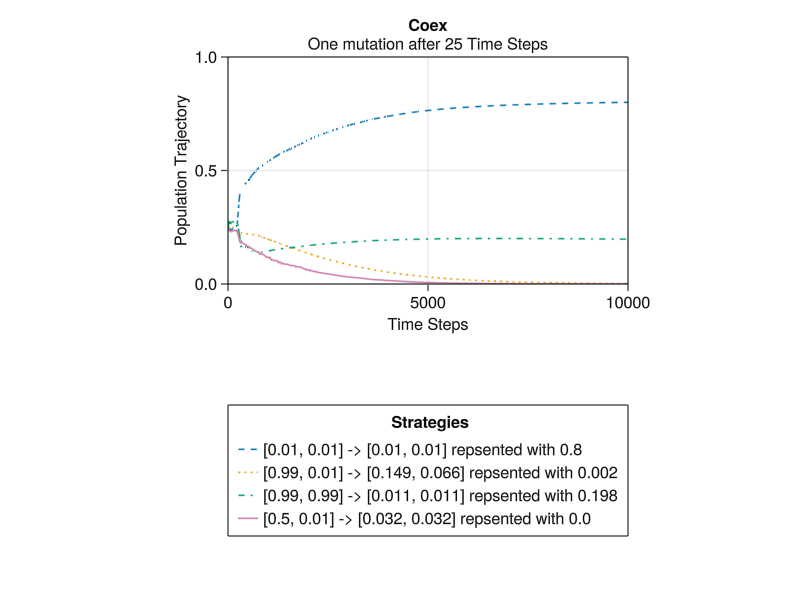 Coex
One mutation after 25 Time Steps
Population Trajectory
1.0
0.5
0.0
0
5000
10000
Time Steps
Strategies
[0.01, 0.01] -> [0.01, 0.01] repsented with 0.8
[0.99, 0.01] -> [0.149, 0.066] repsented with 0.002
[0.99, 0.99] -> [0.011, 0.011] repsented with 0.198
[0.5, 0.01] -> [0.032, 0.032] repsented with 0.0